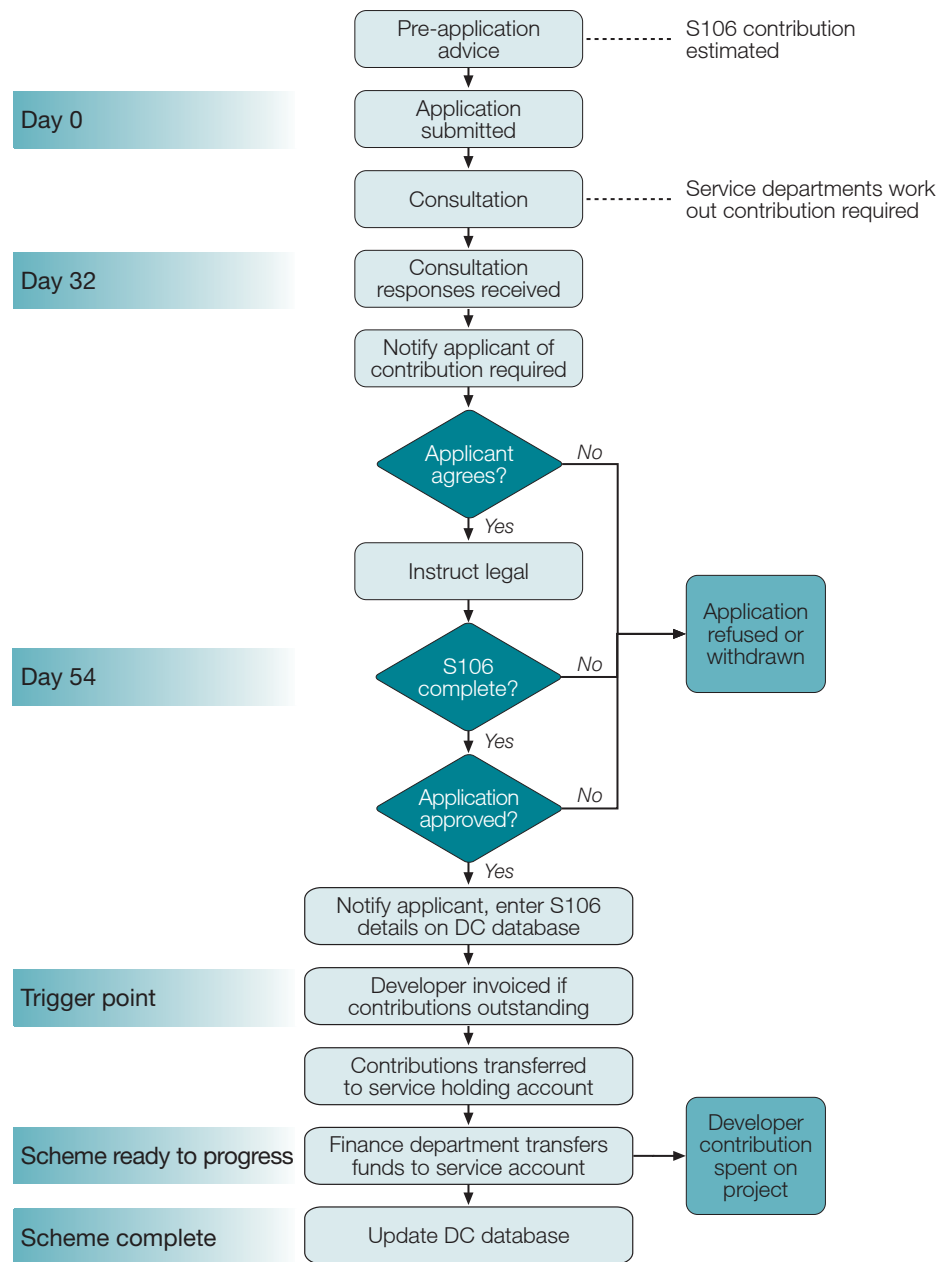 Pre-application
advice
S106 contribution
estimated
Day 0
Application
submitted
Consultation
Service departments work
out contribution required
Day 32
Consultation
responses received
Notify applicant of
contribution required
Applicant
agrees?
No
Yes
Instruct legal
Application
refused or
withdrawn
Day 54
S106
complete?
No
Yes
Application
approved?
No
Yes
Notify applicant, enter S106
details on DC database
Trigger point
Developer invoiced if
contributions outstanding
Contributions transferred
to service holding account
Scheme ready to progress
Finance department transfers
funds to service account
Developer
contribution
spent on
project
Scheme complete
Update DC database